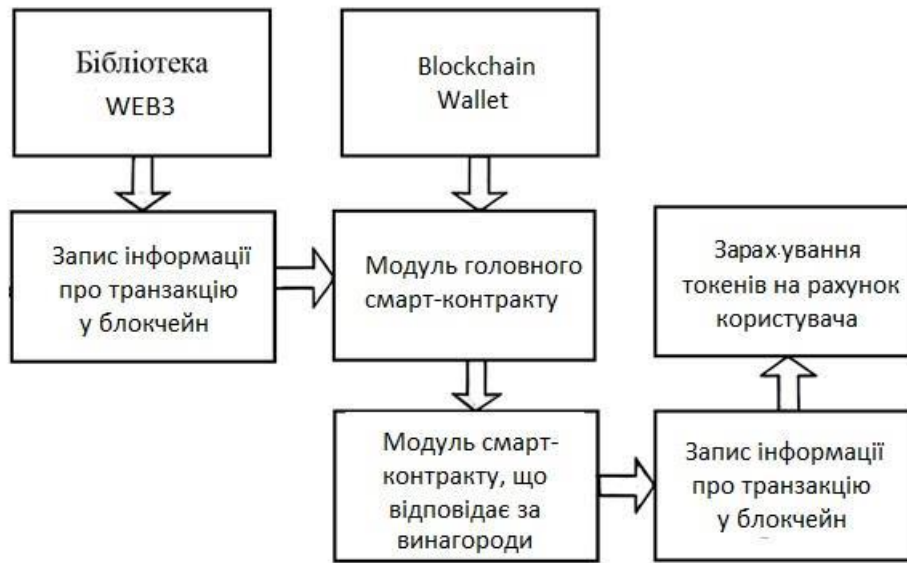 Бібліотека
WEB3
Blockchain
Wallet
Запис інформації
про транзакцію
у блокчейн
Модуль головного
смарт-контракту
Зарахування
токенів на рахунок
користувача
Модуль смарт-
контракту, що
відповідає за
винагороди
Запис інформації
про транзакцію
у блокчейн